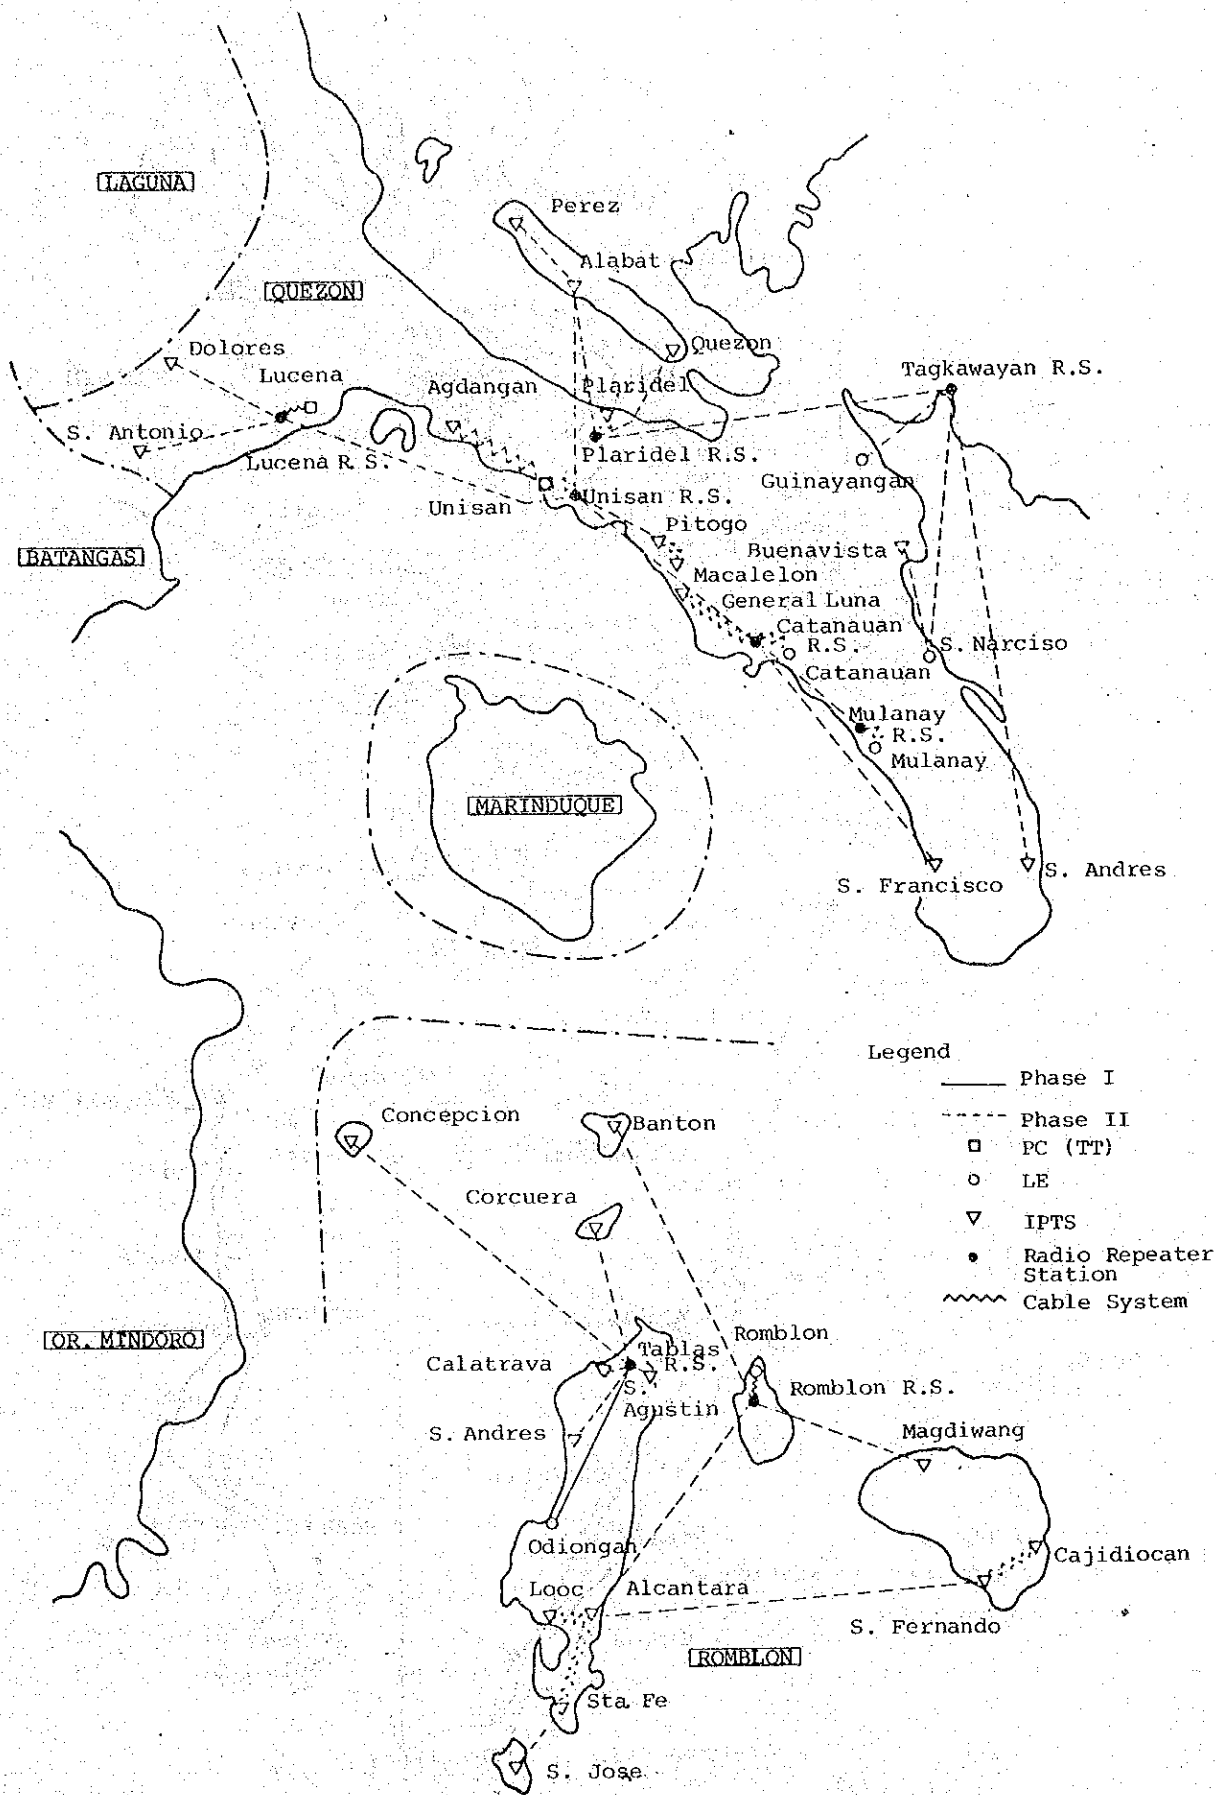 LAGUNA
Perez
Alabat
QUEZON
Dolores
Quezon
Lucena
Agdangan
Plaridel
Tagkawayan R.S.
S. Antonio
Lucena R.S.
Plaridel R.S.
Guinayangan
Unisan
Unisan R.S.
Pitogo
BATANGAS
Buenavista
Macalelon
General Luna
Catanauan
R.S.
S. Narciso
Catanauan
Mulanay
R.S.
Mulanay
MARINDUQUE
S. Francisco
S. Andres
Legend
Phase I
Phase II
PC (TT)
LE
IPTS
Radio Repeater
Station
Cable System
Concepcion
Banton
Corcuera
OR. MINDORO
Romblon
Tablas
R.S.
Calatrava
S.
Agustin
Romblon R.S.
S. Andres
Magdiwang
Odiongan
Cajidiocan
Looc
Alcantara
S. Fernando
ROMBLON
Sta Fe
S. Jose